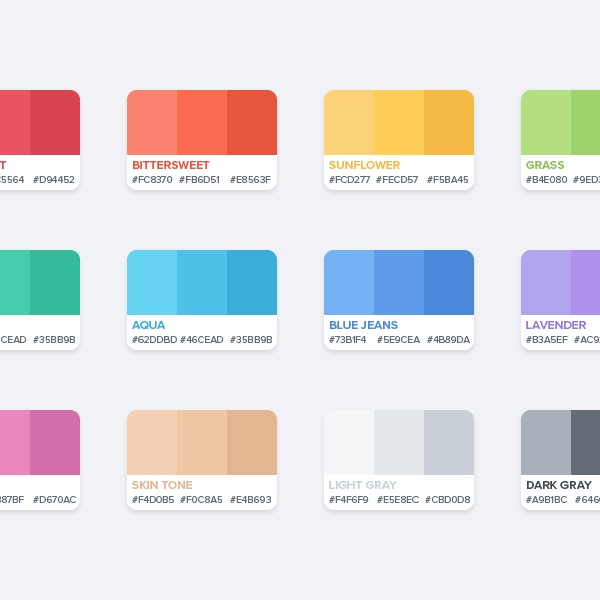 T
BITTERSWEET
SUNFLOWER
GRASS
5564 #D94452
#FC8370 #FB6D51 #E8563F
#FCD277 #FECD57 #F5BA45
#B4E080 #9ED
AQUA
BLUE JEANS
LAVENDER
CEAD #35BB9B
#62DDBD #46CEAD #35BB9B
#73B1F4 #5E9CEA #4B89DA
#B3A5EF #AC9
SKIN TONE
LIGHT GRAY
DARK GRAY
87BF #D670AC
#F4D0B5 #F0C8A5 #E4B693
#F4F6F9 #E5E8EC #CBD0D8
#A9B1BC #646